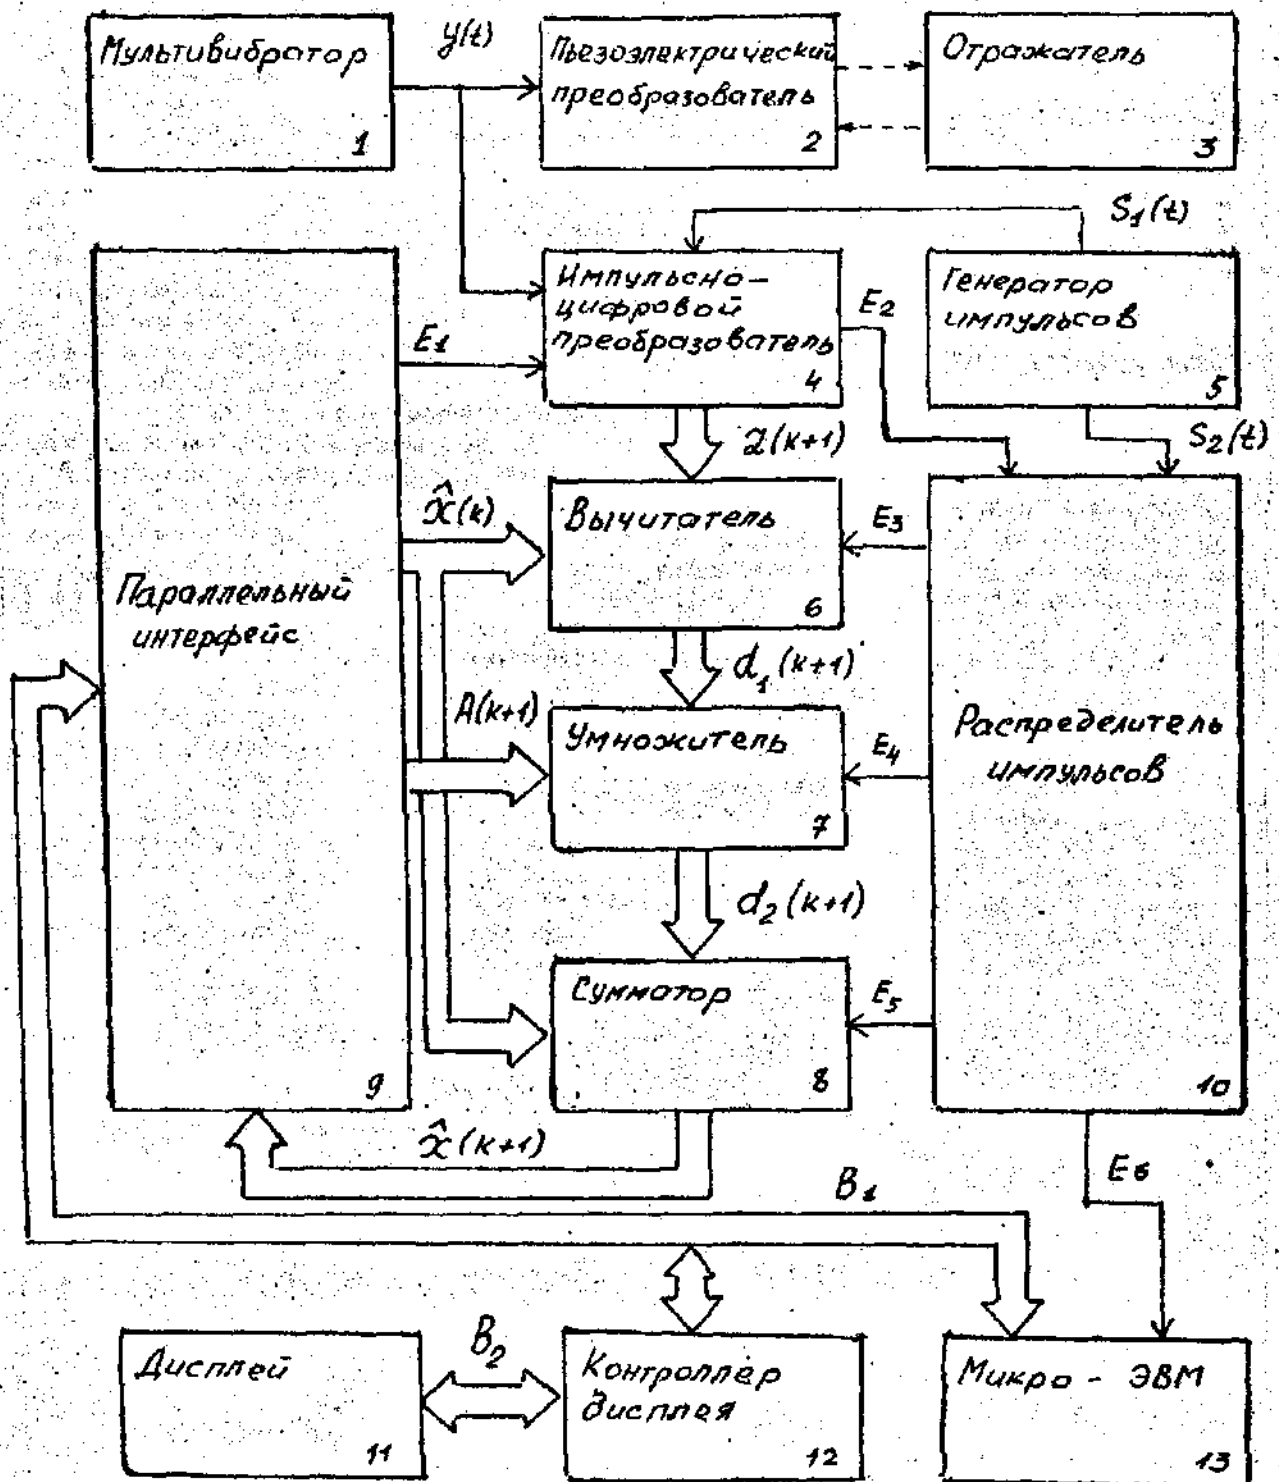 Мультивибратор
1
y(t)
Пьезоэлектрический
преобразователь
2
Отражатель
3
S₁(t)
Импульсно-
цифровой
преобразователь
4
E₁
E₂
Генератор
импульсов
5
S₂(t)
Z(k+1)
x̂(k)
Вычитатель
6
E₃
Параллельный
интерфейс
9
d₁(k+1)
A(k+1)
Умножитель
7
E₄
Распределитель
импульсов
10
d₂(k+1)
Сумматор
8
E₅
x̂(k+1)
B₁
E₆
Дисплей
11
B₂
Контроллер
дисплея
12
Микро - ЭВМ
13